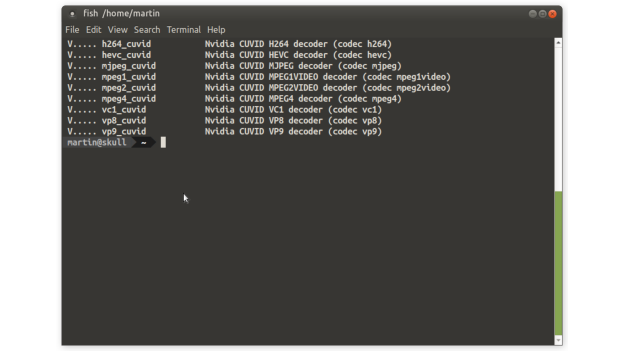 fish /home/martin
File Edit View Search Terminal Help
V..... h264_cuvid Nvidia CUVID H264 decoder (codec h264)
V..... hevc_cuvid Nvidia CUVID HEVC decoder (codec hevc)
V..... mjpeg_cuvid Nvidia CUVID MJPEG decoder (codec mjpeg)
V..... mpeg1_cuvid Nvidia CUVID MPEG1VIDEO decoder (codec mpeg1video)
V..... mpeg2_cuvid Nvidia CUVID MPEG2VIDEO decoder (codec mpeg2video)
V..... mpeg4_cuvid Nvidia CUVID MPEG4 decoder (codec mpeg4)
V..... vc1_cuvid Nvidia CUVID VC1 decoder (codec vc1)
V..... vp8_cuvid Nvidia CUVID VP8 decoder (codec vp8)
V..... vp9_cuvid Nvidia CUVID VP9 decoder (codec vp9)
martin@skull ~